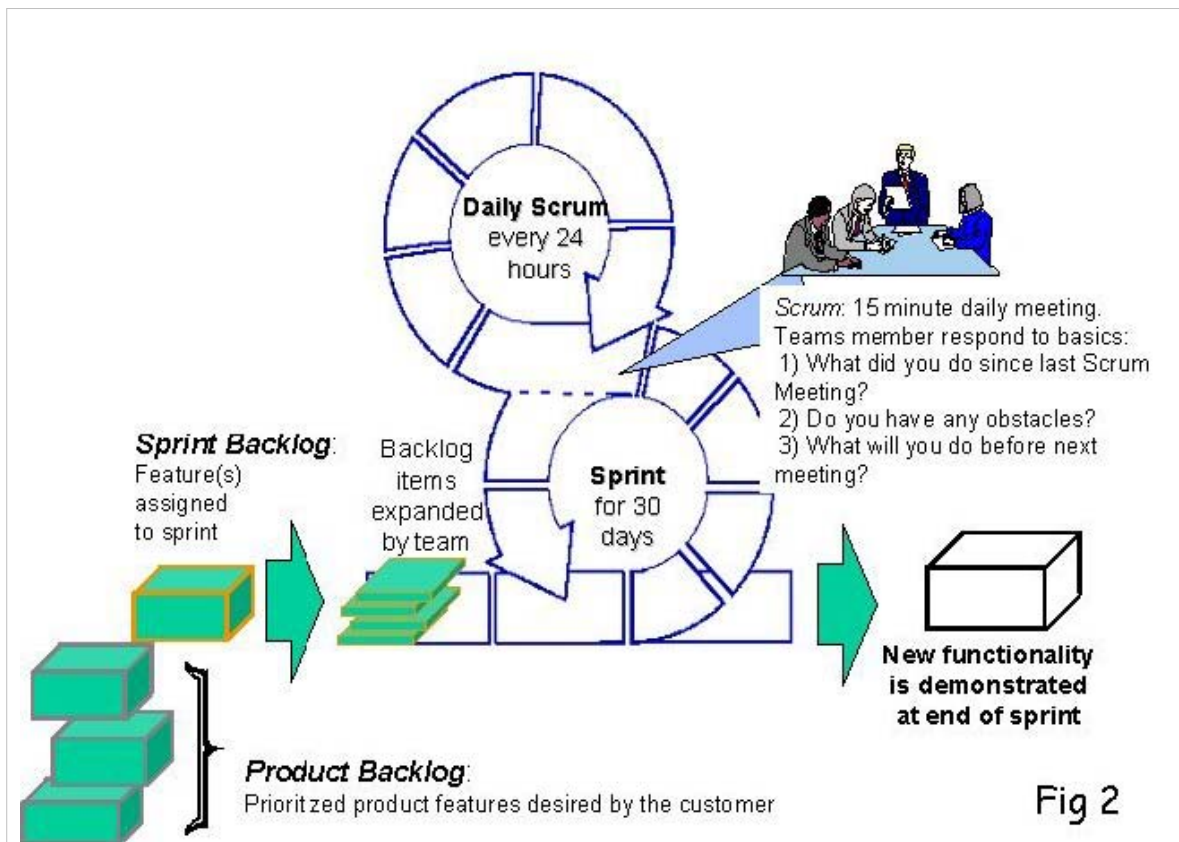 Daily Scrum
every 24
hours
Scrum: 15 minute daily meeting.
Teams member respond to basics:
1) What did you do since last Scrum
Meeting?
2) Do you have any obstacles?
3) What will you do before next
meeting?
Sprint Backlog:
Feature(s)
assigned
to sprint
Backlog
items
expanded
by team
Sprint
for 30
days
New functionality
is demonstrated
at end of sprint
Product Backlog:
Prioritized product features desired by the customer
Fig 2